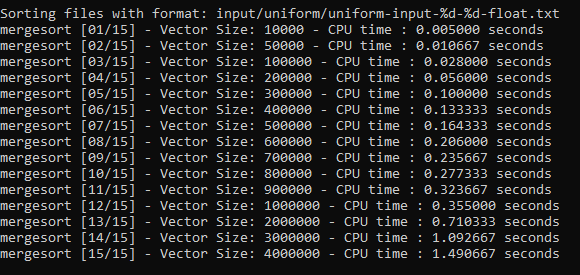 Sorting files with format: input/uniform/uniform-input-%d-%d-float.txt
mergesort [01/15] - Vector Size: 10000 - CPU time : 0.005000 seconds
mergesort [02/15] - Vector Size: 50000 - CPU time : 0.010667 seconds
mergesort [03/15] - Vector Size: 100000 - CPU time : 0.028000 seconds
mergesort [04/15] - Vector Size: 200000 - CPU time : 0.056000 seconds
mergesort [05/15] - Vector Size: 300000 - CPU time : 0.100000 seconds
mergesort [06/15] - Vector Size: 400000 - CPU time : 0.133333 seconds
mergesort [07/15] - Vector Size: 500000 - CPU time : 0.164333 seconds
mergesort [08/15] - Vector Size: 600000 - CPU time : 0.206000 seconds
mergesort [09/15] - Vector Size: 700000 - CPU time : 0.235667 seconds
mergesort [10/15] - Vector Size: 800000 - CPU time : 0.277333 seconds
mergesort [11/15] - Vector Size: 900000 - CPU time : 0.323667 seconds
mergesort [12/15] - Vector Size: 1000000 - CPU time : 0.355000 seconds
mergesort [13/15] - Vector Size: 2000000 - CPU time : 0.710333 seconds
mergesort [14/15] - Vector Size: 3000000 - CPU time : 1.092667 seconds
mergesort [15/15] - Vector Size: 4000000 - CPU time : 1.490667 seconds